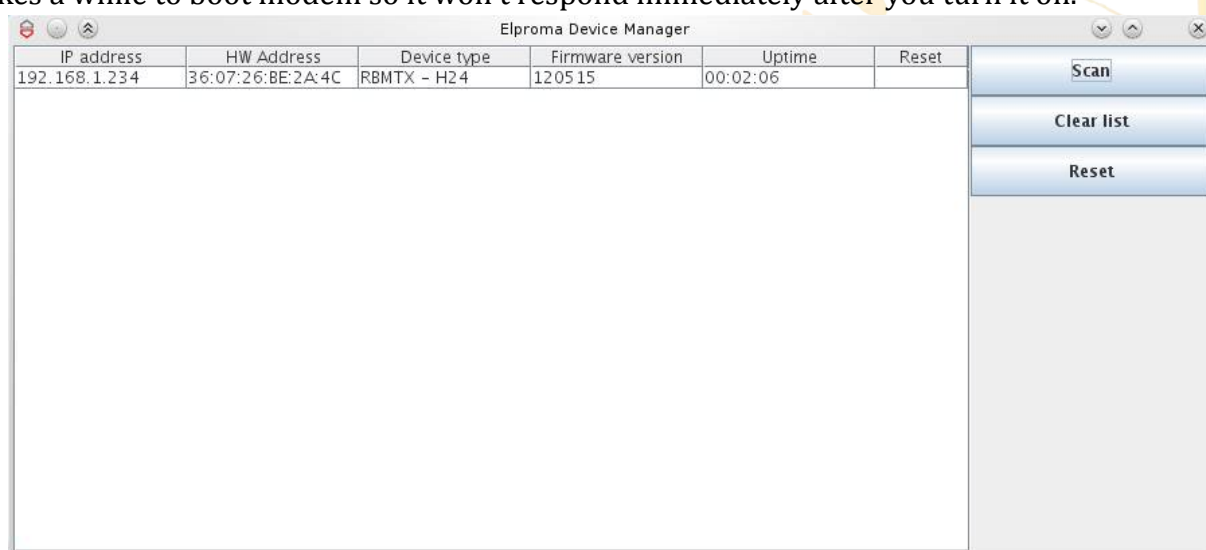 kes a while to boot modem so it won't respond immediately after you turn it on.
Elproma Device Manager
IP address HW Address Device type Firmware version Uptime Reset
192.168.1.234 36:07:26:BE:2A:4C RBMTX – H24 120515 00:02:06
Scan
Clear list
Reset